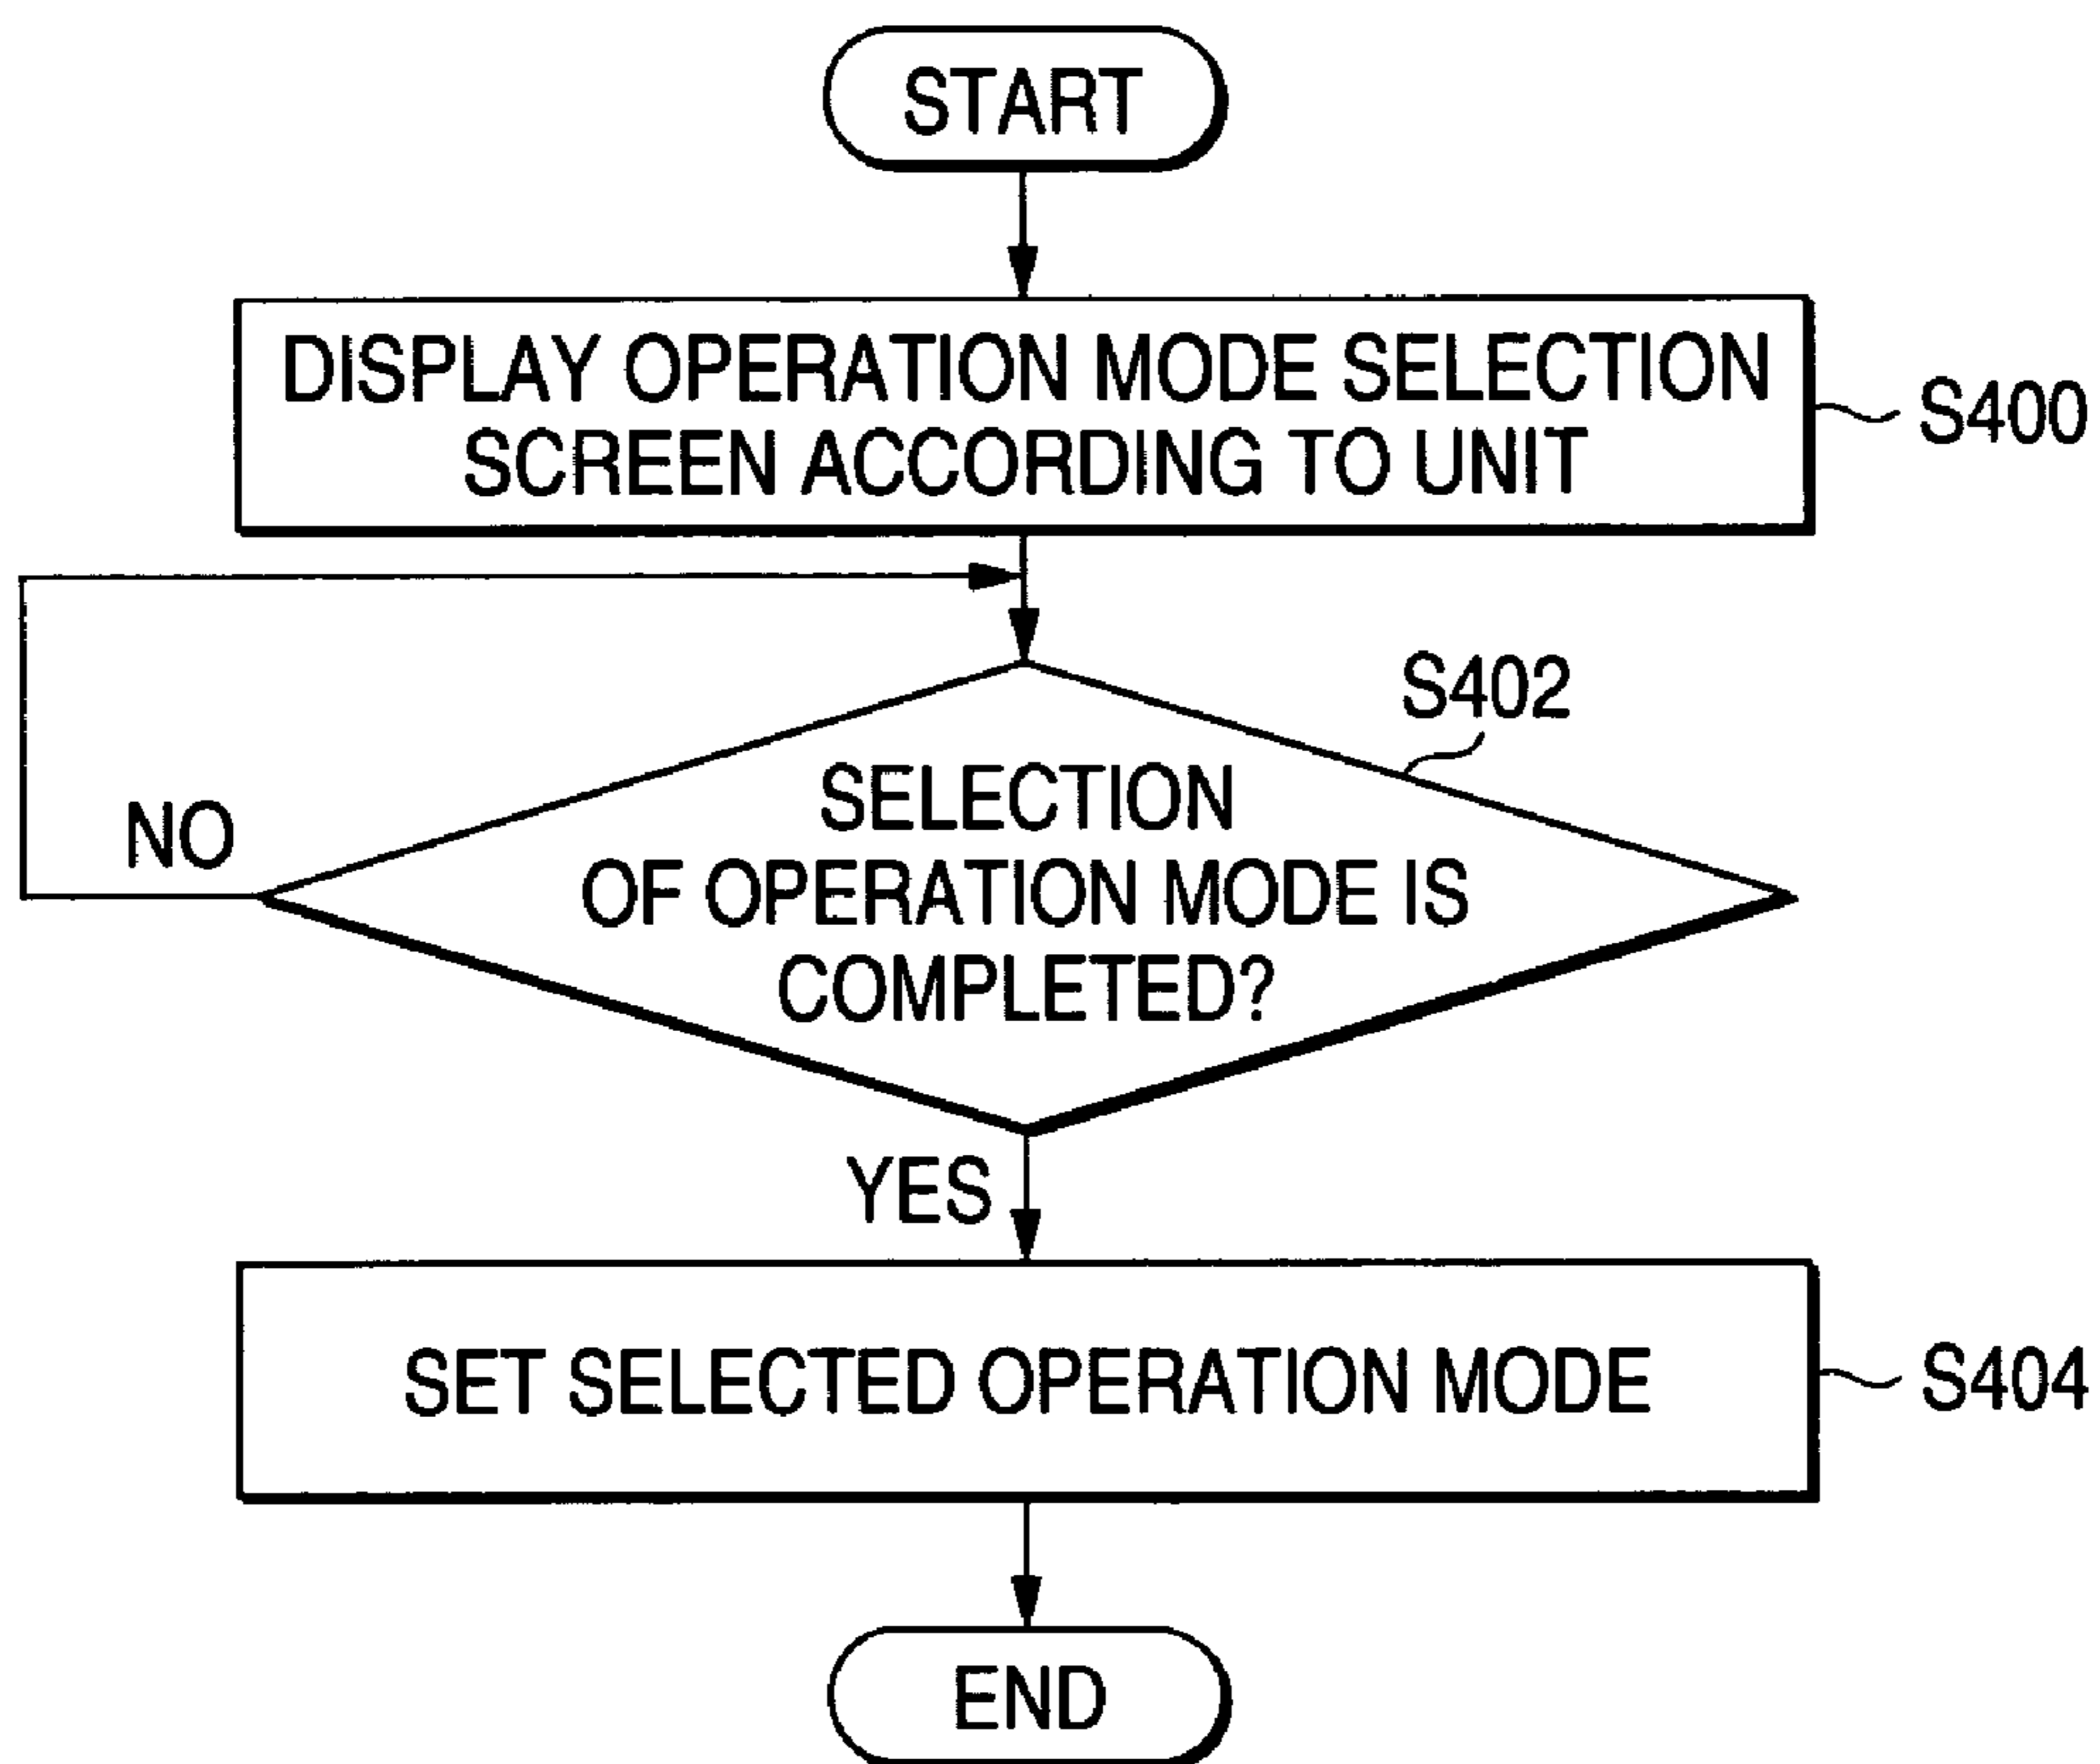 START
DISPLAY OPERATION MODE SELECTION
SCREEN ACCORDING TO UNIT
S400
S402
SELECTION
OF OPERATION MODE IS
COMPLETED?
NO
YES
SET SELECTED OPERATION MODE
S404
END